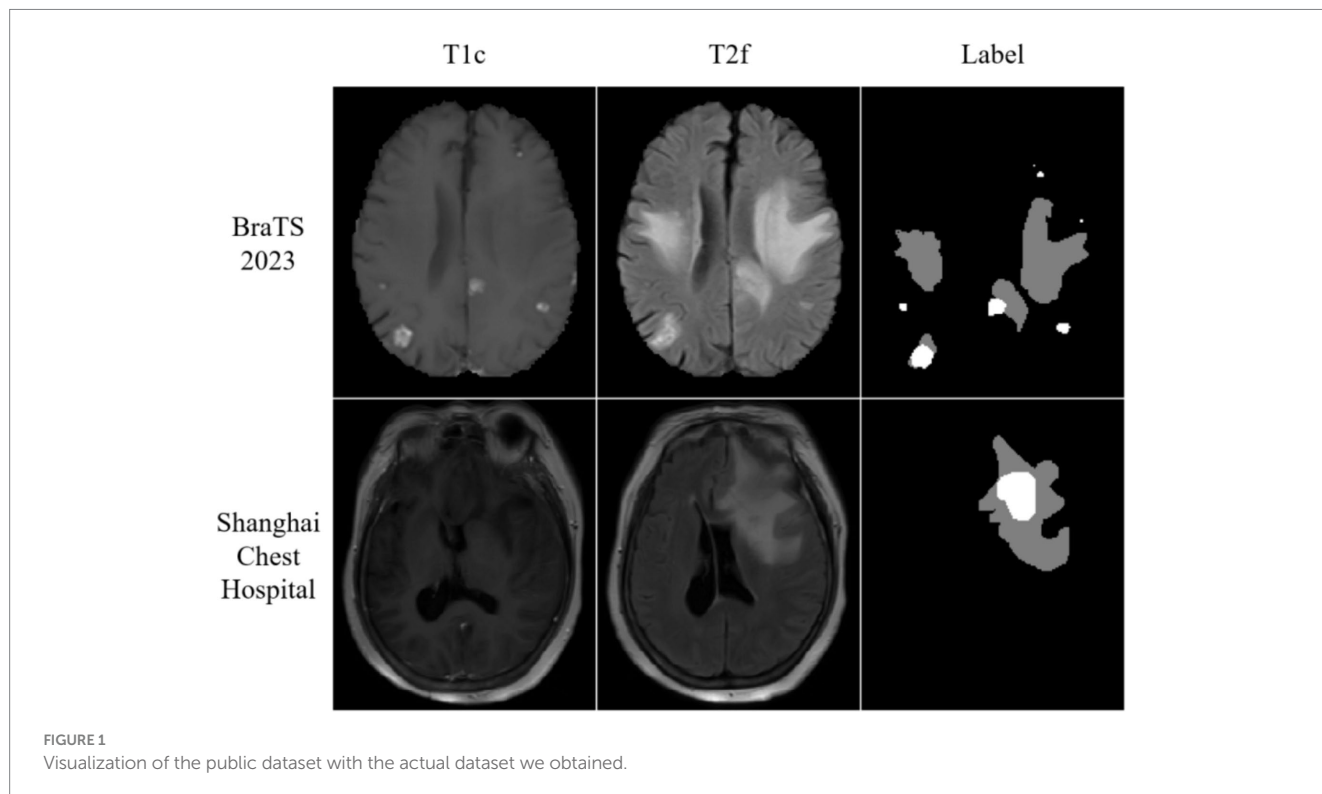 T1c
T2f
Label
BraTS
2023
Shanghai
Chest
Hospital
FIGURE 1
Visualization of the public dataset with the actual dataset we obtained.